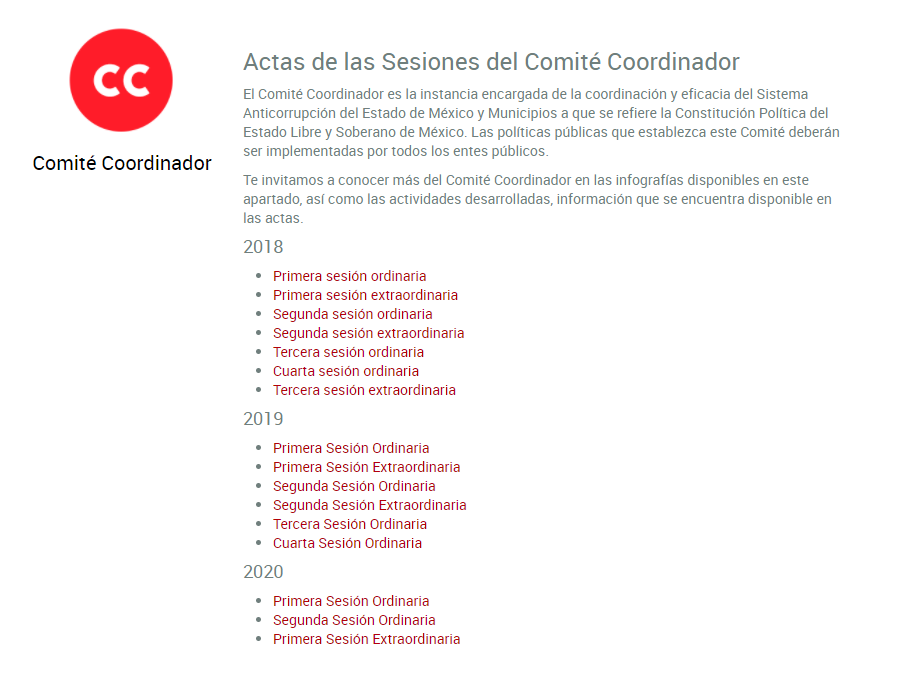 CC
Comité Coordinador
Actas de las Sesiones del Comité Coordinador
El Comité Coordinador es la instancia encargada de la coordinación y eficacia del Sistema
Anticorrupción del Estado de México y Municipios a que se refiere la Constitución Política del
Estado Libre y Soberano de México. Las políticas públicas que establezca este Comité deberán
ser implementadas por todos los entes públicos.
Te invitamos a conocer más del Comité Coordinador en las infografías disponibles en este
apartado, así como las actividades desarrolladas, información que se encuentra disponible en
las actas.
2018
• Primera sesión ordinaria
• Primera sesión extraordinaria
• Segunda sesión ordinaria
• Segunda sesión extraordinaria
• Tercera sesión ordinaria
• Cuarta sesión ordinaria
• Tercera sesión extraordinaria
2019
• Primera Sesión Ordinaria
• Primera Sesión Extraordinaria
• Segunda Sesión Ordinaria
• Segunda Sesión Extraordinaria
• Tercera Sesión Ordinaria
• Cuarta Sesión Ordinaria
2020
• Primera Sesión Ordinaria
• Segunda Sesión Ordinaria
• Primera Sesión Extraordinaria